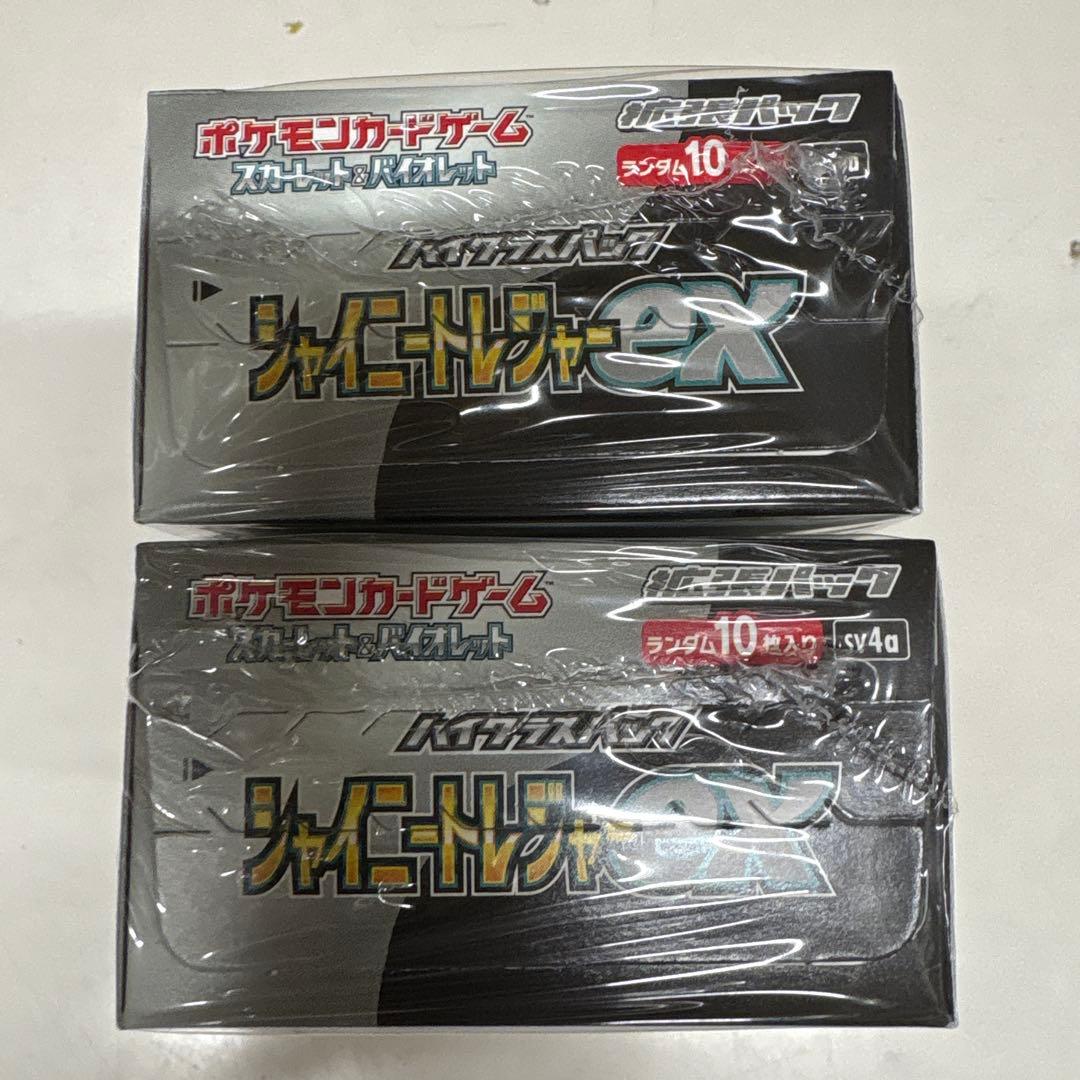 ポケモンカードゲーム
スカーレット&バイオレット
拡張パック
ランダム10
ハイクラスパック
シャイニートレジャーex
ポケモンカードゲーム™
スカーレット&バイオレット
拡張パック
ランダム10枚入り
sv4a
ハイクラスパック
シャイニートレジャーex